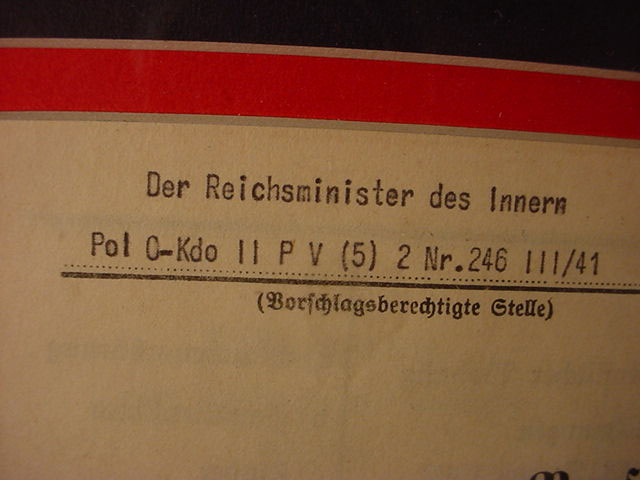 Der Reichsminister des Innern
Pol O-Kdo II P V (5) 2 Nr.246 III/41
(Vorschlagsberechtigte Stelle)